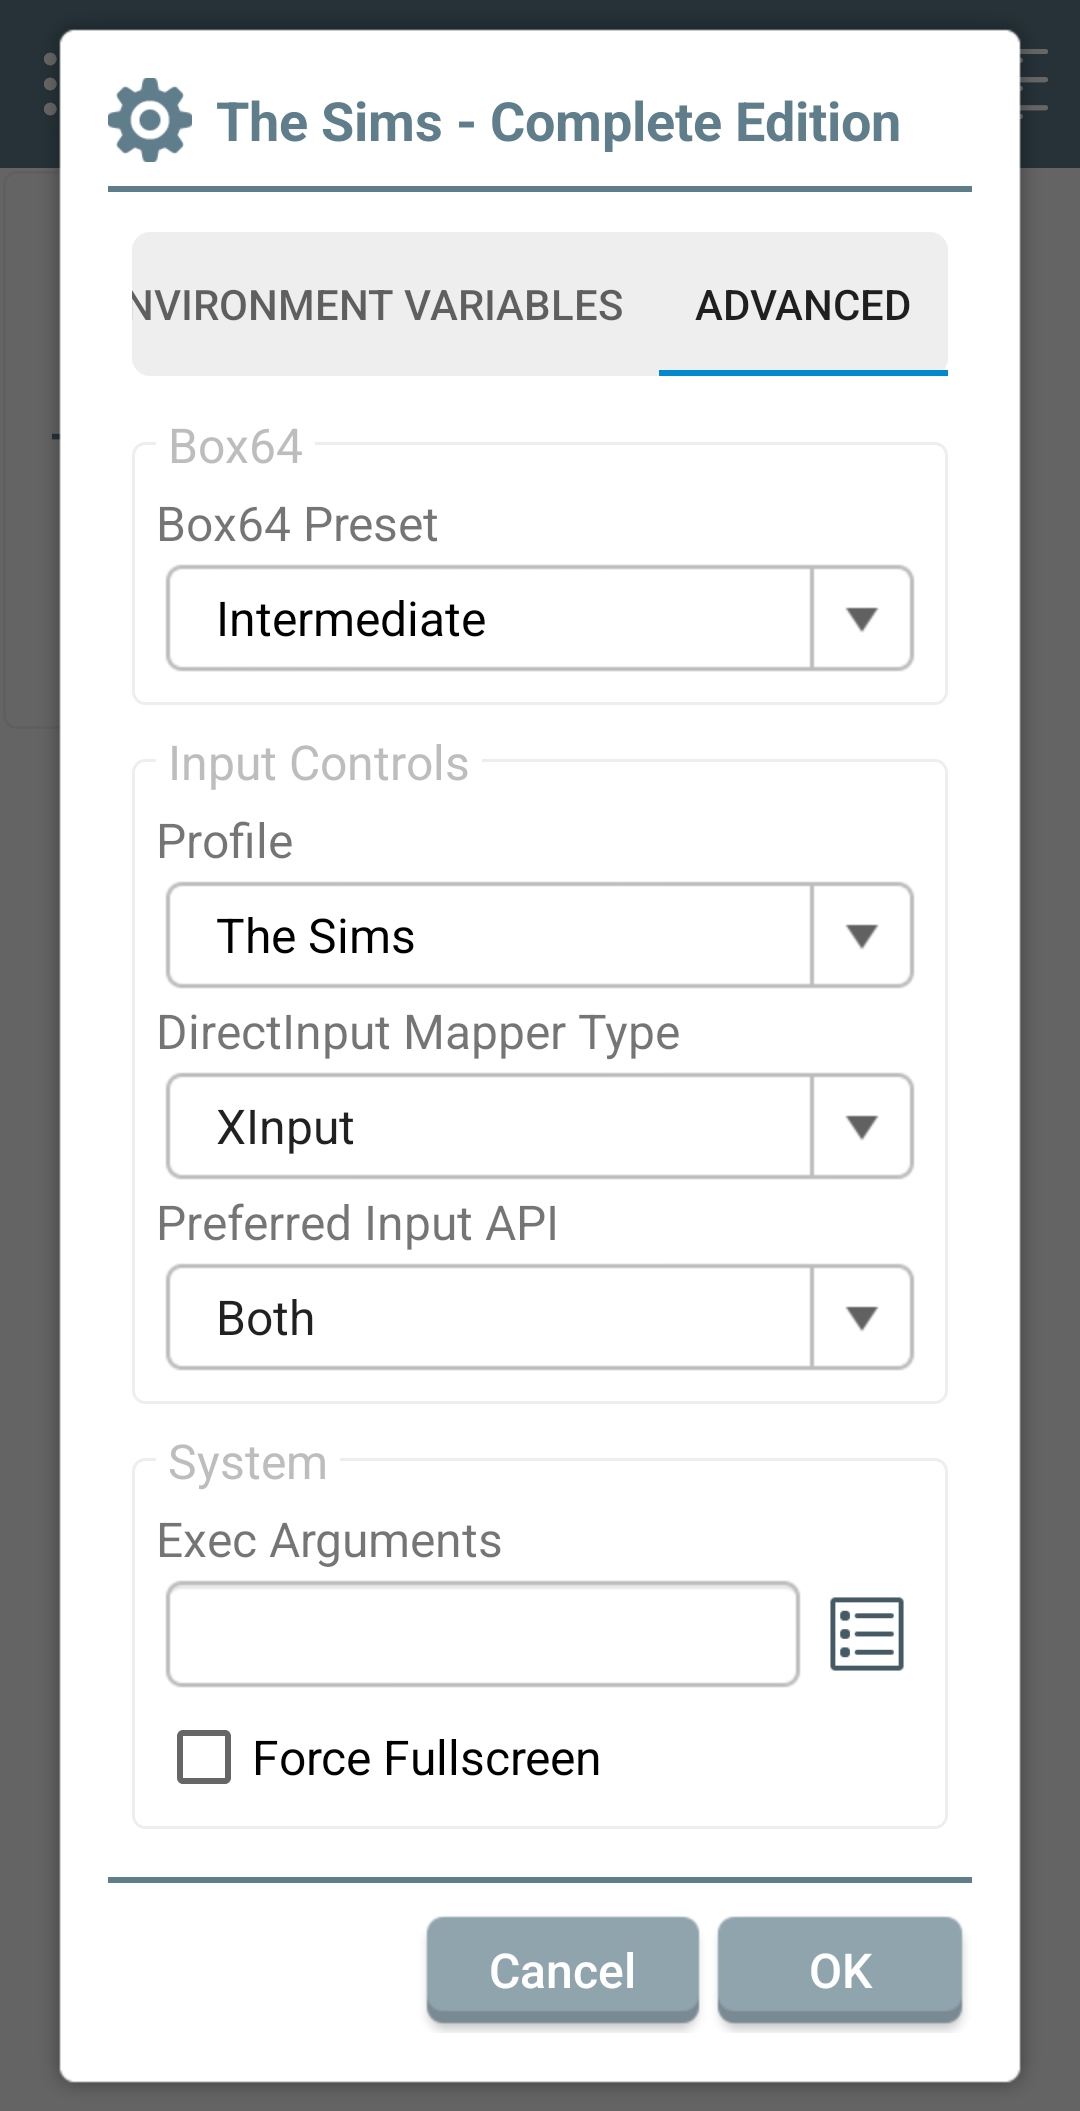 The Sims - Complete Edition
NVIRONMENT VARIABLES ADVANCED
Box64
Box64 Preset
Intermediate
Input Controls
Profile
The Sims
DirectInput Mapper Type
XInput
Preferred Input API
Both
System
Exec Arguments
Force Fullscreen
Cancel OK